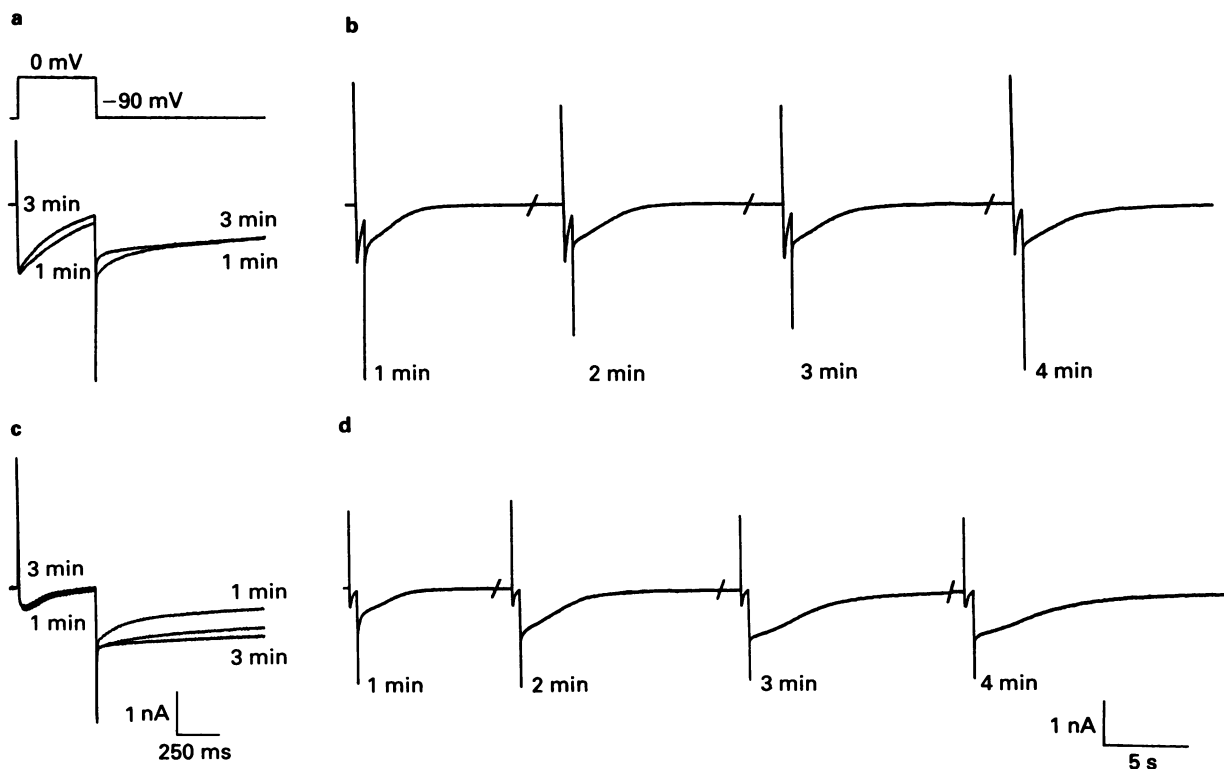 a
0 mV
−90 mV
3 min
3 min
1 min
1 min
b
1 min
2 min
3 min
4 min
c
3 min
1 min
1 min
3 min
1 nA
250 ms
d
1 min
2 min
3 min
4 min
1 nA
5 s